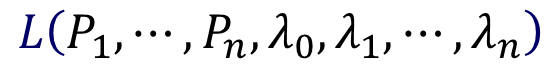 L(P₁, ⋯ , Pₙ, λ₀, λ₁, ⋯ , λₙ)